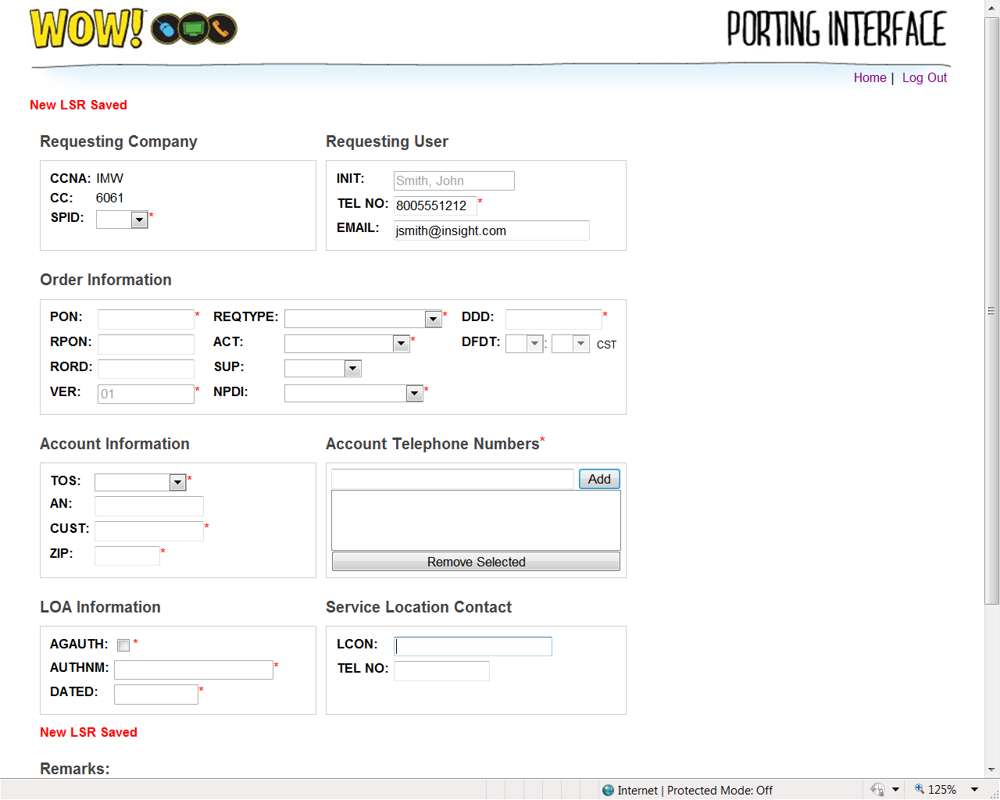 WOW!
PORTING INTERFACE
Home | Log Out
New LSR Saved
Requesting Company
CCNA: IMW
CC: 6061
SPID: *
Requesting User
INIT: Smith, John
TEL NO: 8005551212 *
EMAIL: jsmith@insight.com
Order Information
PON: * REQTYPE: * DDD: *
RPON: ACT: * DFDT: : CST
RORD: SUP:
VER: 01 * NPDI: *
Account Information
TOS: *
AN:
CUST: *
ZIP: *
Account Telephone Numbers*
Add
Remove Selected
LOA Information
AGAUTH: *
AUTHNM: *
DATED: *
Service Location Contact
LCON:
TEL NO:
New LSR Saved
Remarks:
Internet | Protected Mode: Off
125%